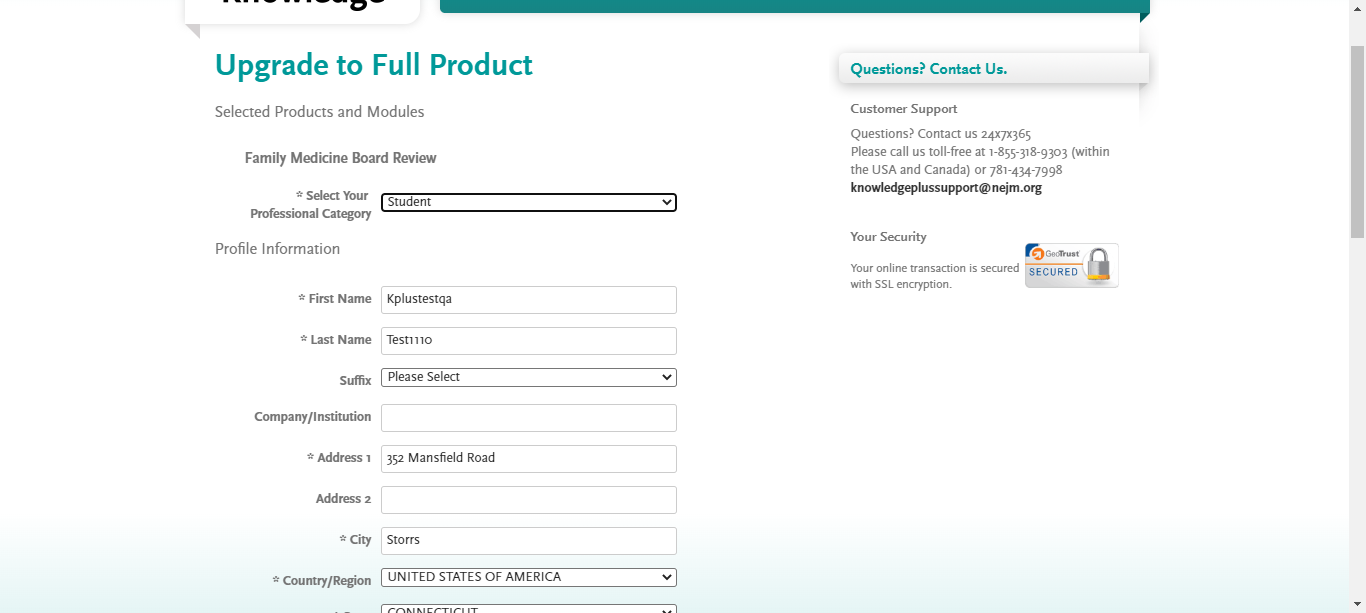 Knowledge
Upgrade to Full Product
Selected Products and Modules
Family Medicine Board Review
* Select Your
Professional Category
Student
Profile Information
* First Name
Kplustestqa
* Last Name
Test1110
Suffix
Please Select
Company/Institution
* Address 1
352 Mansfield Road
Address 2
* City
Storrs
* Country/Region
UNITED STATES OF AMERICA
CONNECTICUT
Questions? Contact Us.
Customer Support
Questions? Contact us 24x7x365
Please call us toll-free at 1-855-318-9303 (within
the USA and Canada) or 781-434-7998
knowledgeplussupport@nejm.org
Your Security
Your online transaction is secured
with SSL encryption.
GeoTrust
SECURED